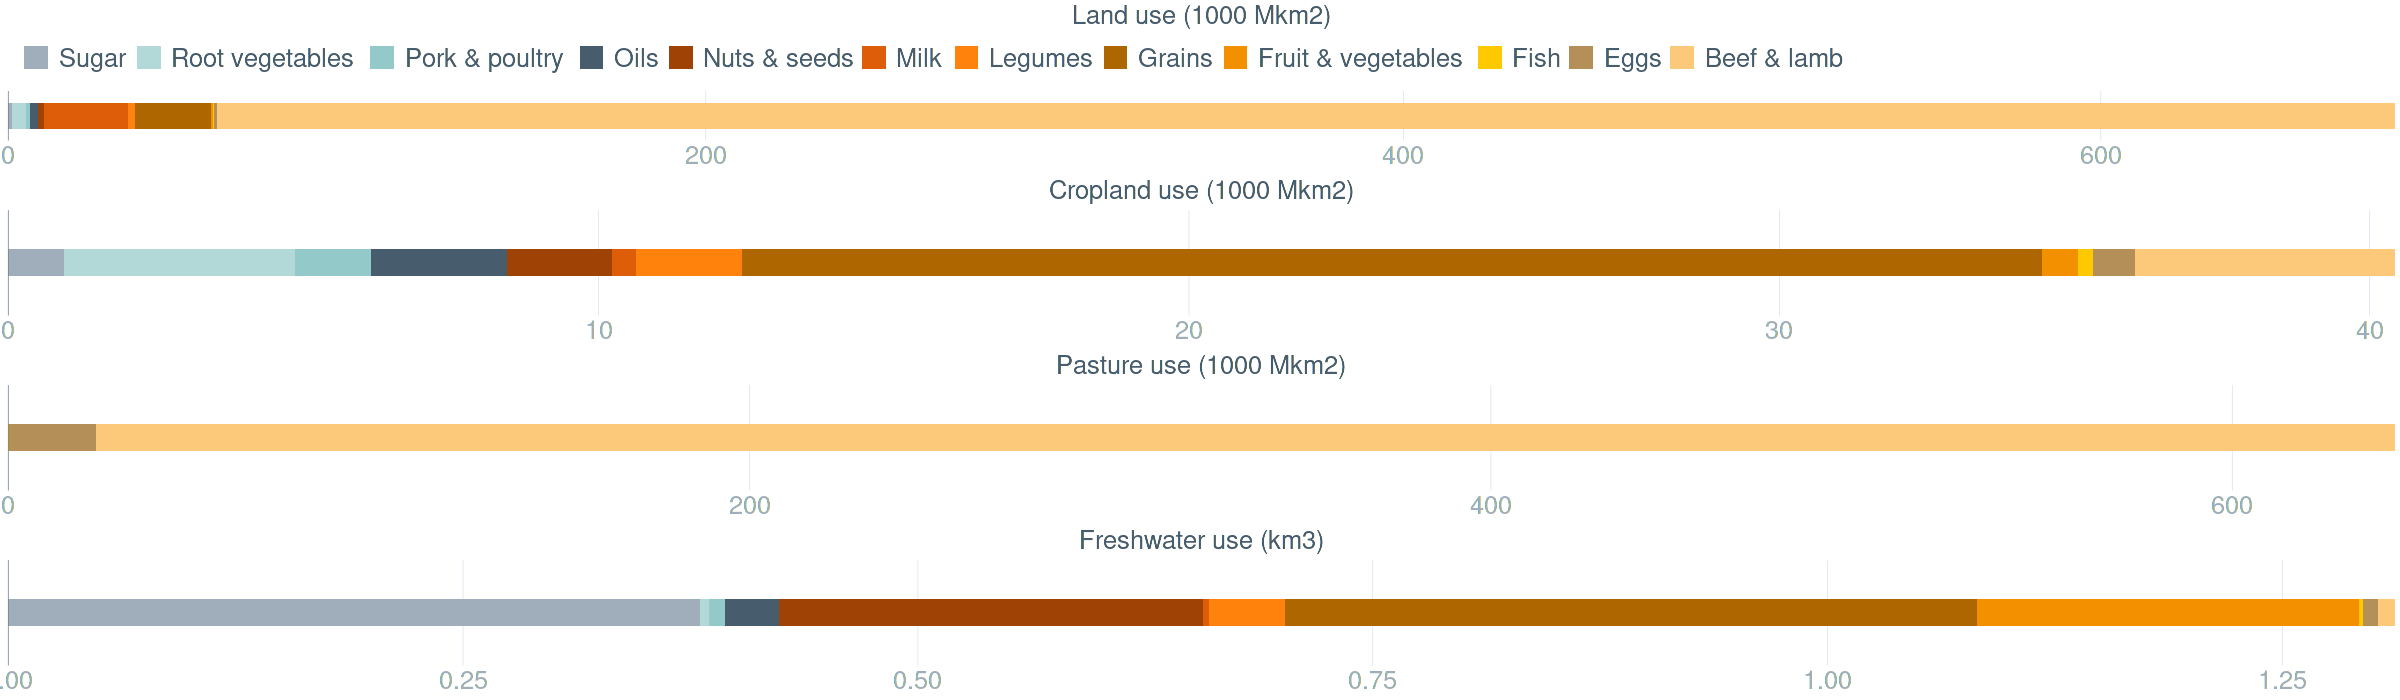 Land use (1000 Mkm2)
Sugar Root vegetables Pork & poultry Oils Nuts & seeds Milk Legumes Grains Fruit & vegetables Fish Eggs Beef & lamb
0 200 400 600
Cropland use (1000 Mkm2)
0 10 20 30 40
Pasture use (1000 Mkm2)
0 200 400 600
Freshwater use (km3)
.00 0.25 0.50 0.75 1.00 1.25